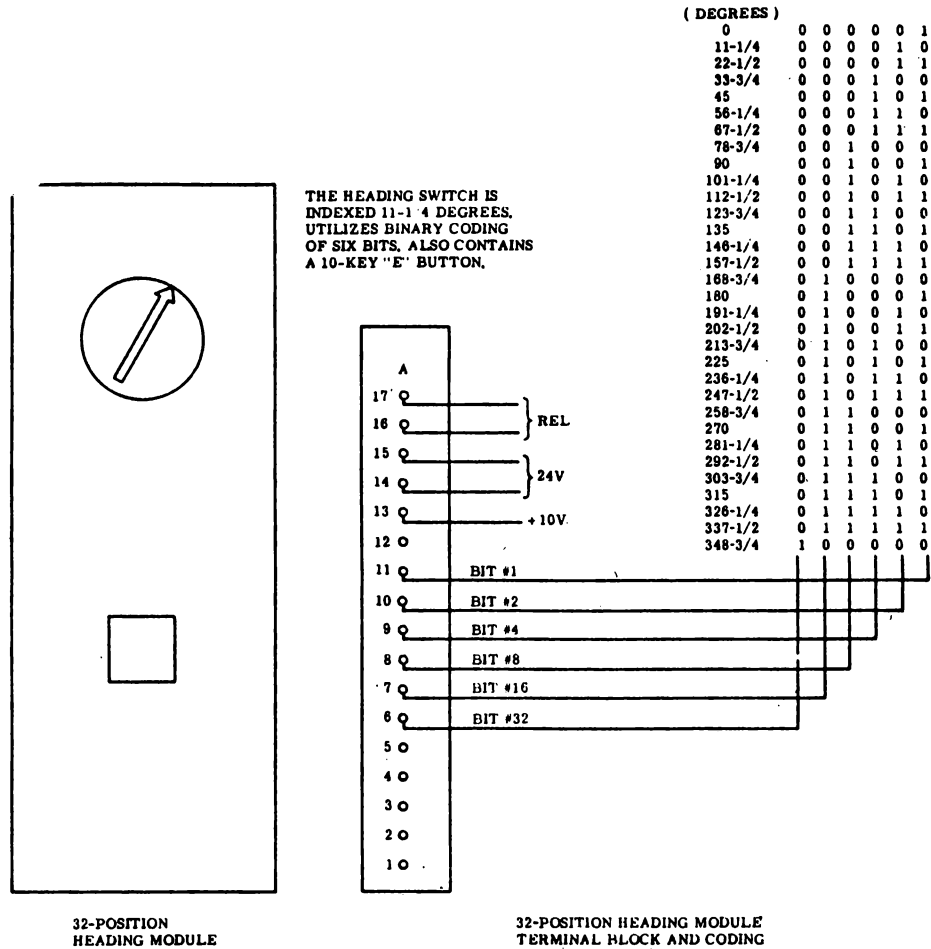 ( DEGREES )
0 0 0 0 0 0 1
11-1/4 0 0 0 0 1 0
22-1/2 0 0 0 0 1 1
33-3/4 0 0 0 1 0 0
45 0 0 0 1 0 1
56-1/4 0 0 0 1 1 0
67-1/2 0 0 0 1 1 1
78-3/4 0 0 1 0 0 0
90 0 0 1 0 0 1
101-1/4 0 0 1 0 1 0
112-1/2 0 0 1 0 1 1
123-3/4 0 0 1 1 0 0
135 0 0 1 1 0 1
146-1/4 0 0 1 1 1 0
157-1/2 0 0 1 1 1 1
168-3/4 0 1 0 0 0 0
180 0 1 0 0 0 1
191-1/4 0 1 0 0 1 0
202-1/2 0 1 0 0 1 1
213-3/4 0 1 0 1 0 0
225 0 1 0 1 0 1
236-1/4 0 1 0 1 1 0
247-1/2 0 1 0 1 1 1
258-3/4 0 1 1 0 0 0
270 0 1 1 0 0 1
281-1/4 0 1 1 0 1 0
292-1/2 0 1 1 0 1 1
303-3/4 0 1 1 1 0 0
315 0 1 1 1 0 1
326-1/4 0 1 1 1 1 0
337-1/2 0 1 1 1 1 1
348-3/4 1 0 0 0 0 0
THE HEADING SWITCH IS
INDEXED 11-1 4 DEGREES,
UTILIZES BINARY CODING
OF SIX BITS, ALSO CONTAINS
A 10-KEY "E" BUTTON,
A
17
16 REL
15
14 24V
13 +10V
12
11 BIT #1
10 BIT #2
9 BIT #4
8 BIT #8
7 BIT #16
6 BIT #32
5
4
3
2
1
32-POSITION
HEADING MODULE
32-POSITION HEADING MODULE
TERMINAL BLOCK AND CODING